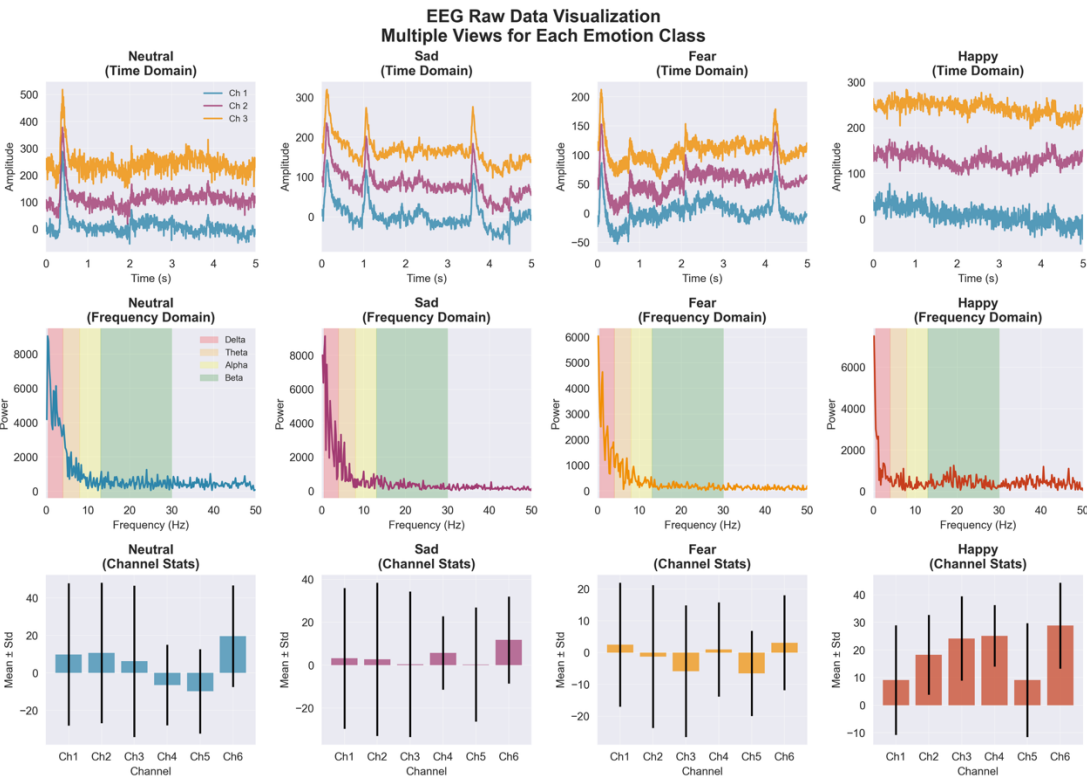 EEG Raw Data Visualization
Multiple Views for Each Emotion Class
Neutral
(Time Domain)
Sad
(Time Domain)
Fear
(Time Domain)
Happy
(Time Domain)
Amplitude
500
400
300
200
100
0
Ch 1
Ch 2
Ch 3
0 1 2 3 4 5
Time (s)
Amplitude
300
200
100
0
0 1 2 3 4 5
Time (s)
Amplitude
200
150
100
50
0
−50
0 1 2 3 4 5
Time (s)
Amplitude
300
200
100
0
0 1 2 3 4 5
Time (s)
Neutral
(Frequency Domain)
Sad
(Frequency Domain)
Fear
(Frequency Domain)
Happy
(Frequency Domain)
Power
8000
6000
4000
2000
0
Delta
Theta
Alpha
Beta
0 10 20 30 40 50
Frequency (Hz)
Power
8000
6000
4000
2000
0
0 10 20 30 40 50
Frequency (Hz)
Power
6000
5000
4000
3000
2000
1000
0
0 10 20 30 40 50
Frequency (Hz)
Power
6000
4000
2000
0
0 10 20 30 40 50
Frequency (Hz)
Neutral
(Channel Stats)
Sad
(Channel Stats)
Fear
(Channel Stats)
Happy
(Channel Stats)
Mean ± Std
40
20
0
−20
Ch1 Ch2 Ch3 Ch4 Ch5 Ch6
Channel
Mean ± Std
40
20
0
−20
Ch1 Ch2 Ch3 Ch4 Ch5 Ch6
Channel
Mean ± Std
20
10
0
−10
−20
Ch1 Ch2 Ch3 Ch4 Ch5 Ch6
Channel
Mean ± Std
40
30
20
10
0
−10
Ch1 Ch2 Ch3 Ch4 Ch5 Ch6
Channel